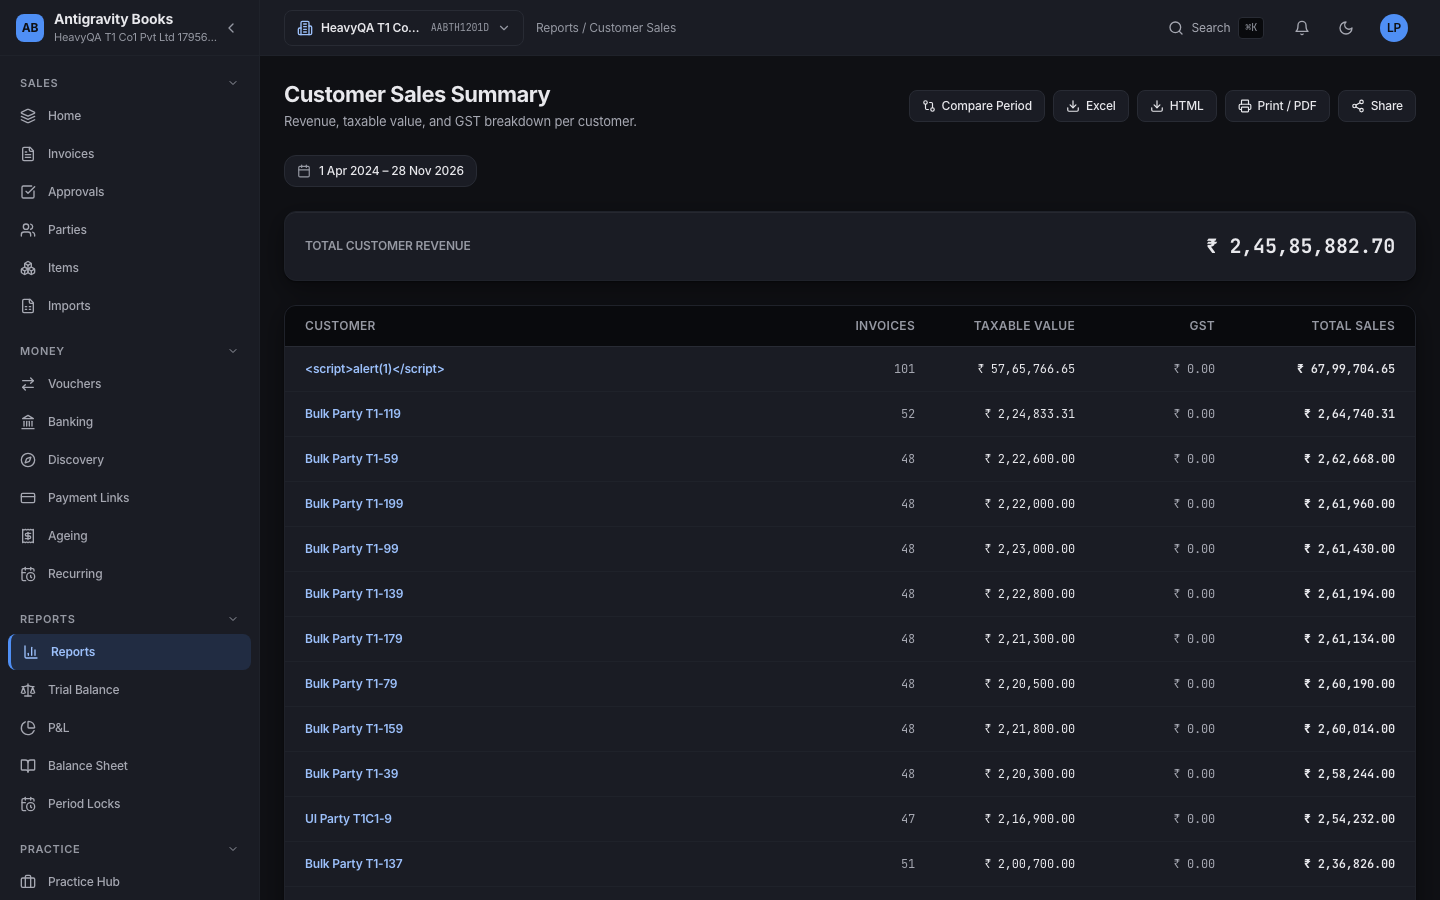 AB
Antigravity Books
HeavyQA T1 Co1 Pvt Ltd 17956...
HeavyQA T1 Co... AABTH1201D
Reports / Customer Sales
Search ⌘K
LP
SALES
Home
Invoices
Approvals
Parties
Items
Imports
MONEY
Vouchers
Banking
Discovery
Payment Links
Ageing
Recurring
REPORTS
Reports
Trial Balance
P&L
Balance Sheet
Period Locks
PRACTICE
Practice Hub
Customer Sales Summary
Revenue, taxable value, and GST breakdown per customer.
Compare Period
Excel
HTML
Print / PDF
Share
1 Apr 2024 – 28 Nov 2026
TOTAL CUSTOMER REVENUE ₹ 2,45,85,882.70
CUSTOMER INVOICES TAXABLE VALUE GST TOTAL SALES
<script>alert(1)</script> 101 ₹ 57,65,766.65 ₹ 0.00 ₹ 67,99,704.65
Bulk Party T1-119 52 ₹ 2,24,833.31 ₹ 0.00 ₹ 2,64,740.31
Bulk Party T1-59 48 ₹ 2,22,600.00 ₹ 0.00 ₹ 2,62,668.00
Bulk Party T1-199 48 ₹ 2,22,000.00 ₹ 0.00 ₹ 2,61,960.00
Bulk Party T1-99 48 ₹ 2,23,000.00 ₹ 0.00 ₹ 2,61,430.00
Bulk Party T1-139 48 ₹ 2,22,800.00 ₹ 0.00 ₹ 2,61,194.00
Bulk Party T1-179 48 ₹ 2,21,300.00 ₹ 0.00 ₹ 2,61,134.00
Bulk Party T1-79 48 ₹ 2,20,500.00 ₹ 0.00 ₹ 2,60,190.00
Bulk Party T1-159 48 ₹ 2,21,800.00 ₹ 0.00 ₹ 2,60,014.00
Bulk Party T1-39 48 ₹ 2,20,300.00 ₹ 0.00 ₹ 2,58,244.00
UI Party T1C1-9 47 ₹ 2,16,900.00 ₹ 0.00 ₹ 2,54,232.00
Bulk Party T1-137 51 ₹ 2,00,700.00 ₹ 0.00 ₹ 2,36,826.00